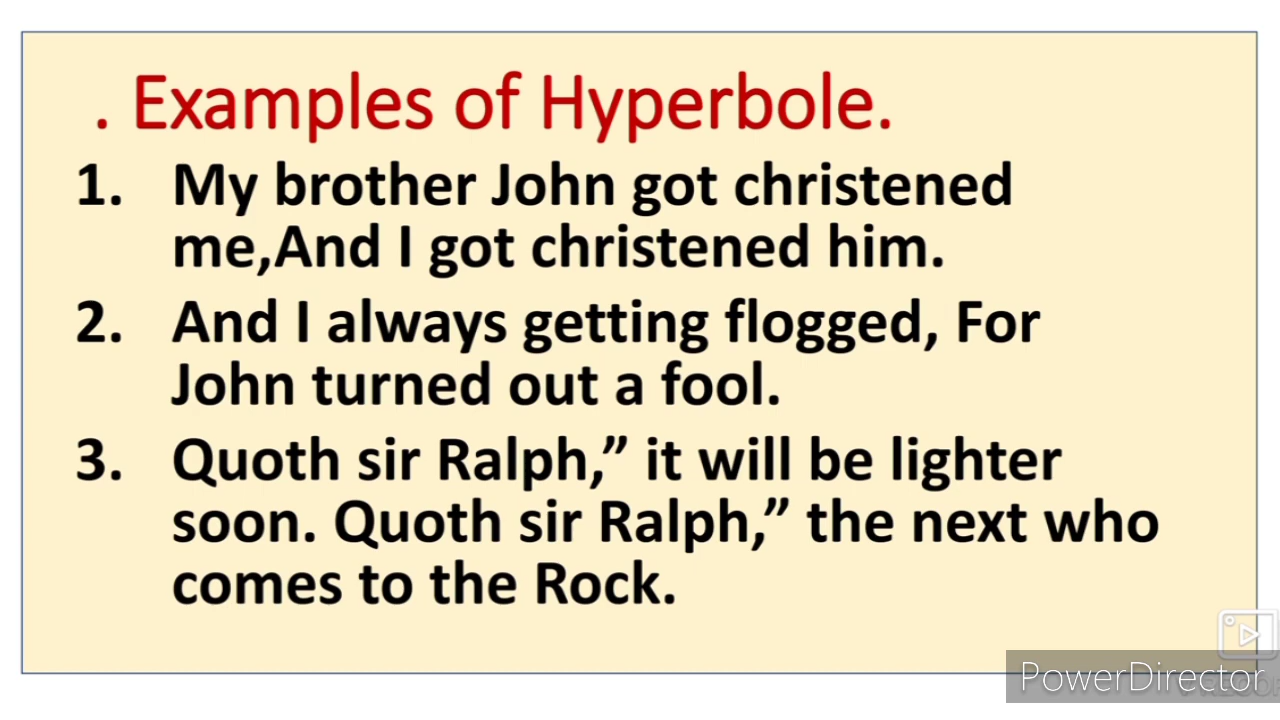 . Examples of Hyperbole.
1. My brother John got christened
me,And I got christened him.
2. And I always getting flogged, For
John turned out a fool.
3. Quoth sir Ralph,” it will be lighter
soon. Quoth sir Ralph,” the next who
comes to the Rock.
PowerDirector